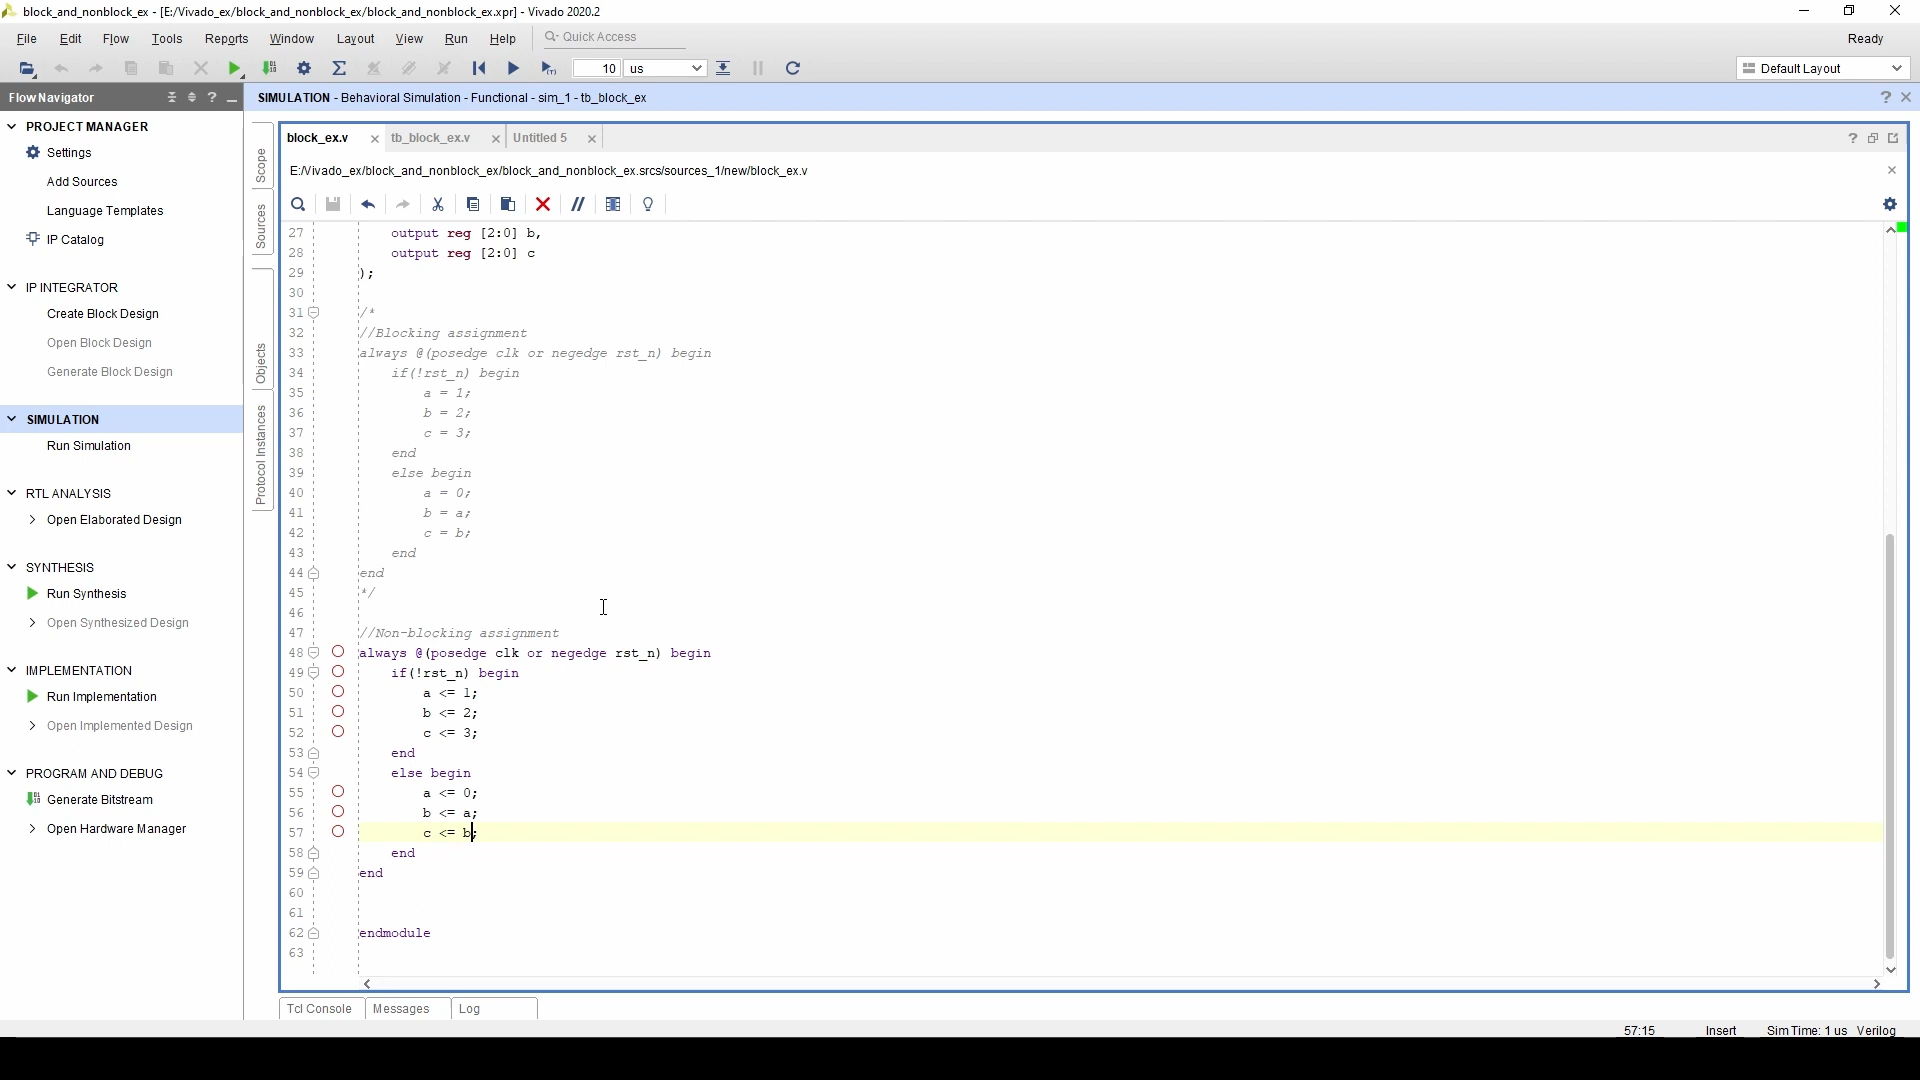 block_and_nonblock_ex - [E:/Vivado_ex/block_and_nonblock_ex/block_and_nonblock_ex.xpr] - Vivado 2020.2
File Edit Flow Tools Reports Window Layout View Run Help Quick Access Ready
10 us Default Layout
Flow Navigator
SIMULATION - Behavioral Simulation - Functional - sim_1 - tb_block_ex
PROJECT MANAGER
Settings
Add Sources
Language Templates
IP Catalog
IP INTEGRATOR
Create Block Design
Open Block Design
Generate Block Design
SIMULATION
Run Simulation
RTL ANALYSIS
Open Elaborated Design
SYNTHESIS
Run Synthesis
Open Synthesized Design
IMPLEMENTATION
Run Implementation
Open Implemented Design
PROGRAM AND DEBUG
Generate Bitstream
Open Hardware Manager
Scope
Sources
Objects
Protocol Instances
block_ex.v tb_block_ex.v Untitled 5
E:/Vivado_ex/block_and_nonblock_ex/block_and_nonblock_ex.srcs/sources_1/new/block_ex.v
27 output reg [2:0] b,
28 output reg [2:0] c
29 );
30
31 /*
32 //Blocking assignment
33 always @(posedge clk or negedge rst_n) begin
34 if(!rst_n) begin
35 a = 1;
36 b = 2;
37 c = 3;
38 end
39 else begin
40 a = 0;
41 b = a;
42 c = b;
43 end
44 end
45 */
46
47 //Non-blocking assignment
48 always @(posedge clk or negedge rst_n) begin
49 if(!rst_n) begin
50 a <= 1;
51 b <= 2;
52 c <= 3;
53 end
54 else begin
55 a <= 0;
56 b <= a;
57 c <= b;
58 end
59 end
60
61
62 endmodule
63
Tcl Console Messages Log
57:15 Insert Sim Time: 1 us Verilog